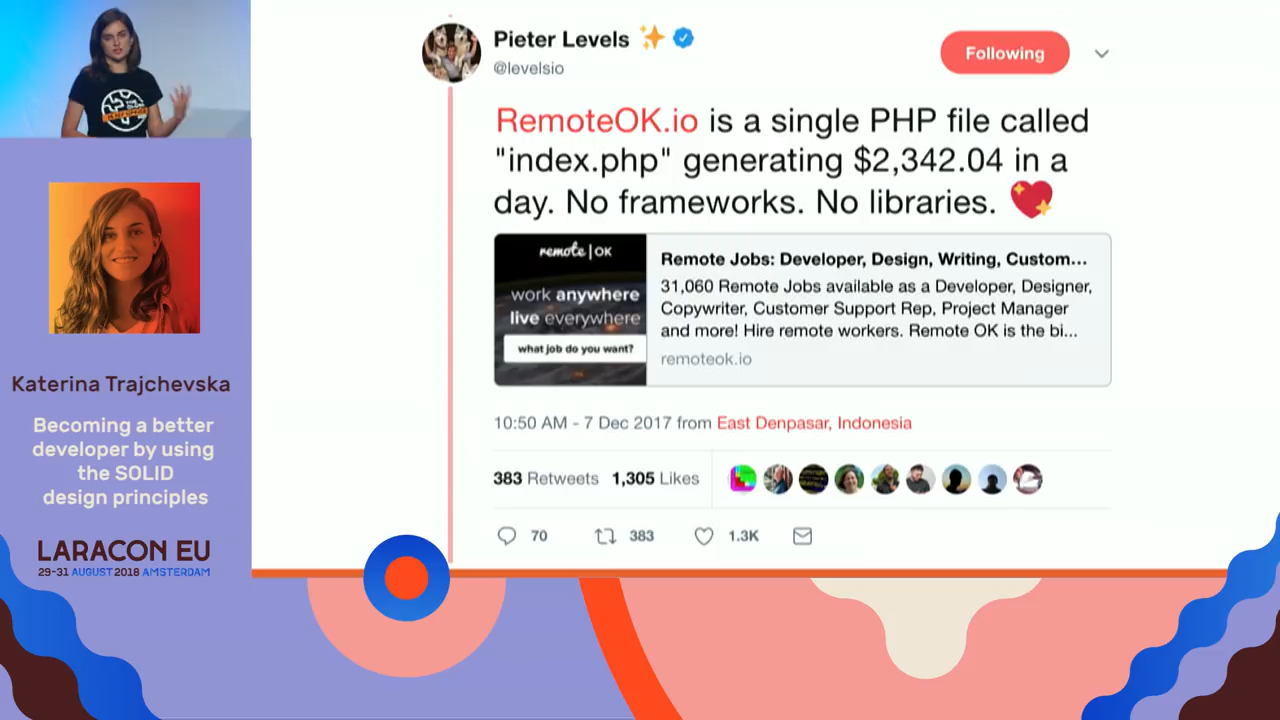 Katerina Trajchevska
Becoming a better
developer by using
the SOLID
design principles
LARACON EU
29-31 AUGUST 2018 AMSTERDAM
Pieter Levels
@levelsio
Following
RemoteOK.io is a single PHP file called
"index.php" generating $2,342.04 in a
day. No frameworks. No libraries. 💖
remote | OK
work anywhere
live everywhere
what job do you want?
Remote Jobs: Developer, Design, Writing, Custom...
31,060 Remote Jobs available as a Developer, Designer,
Copywriter, Customer Support Rep, Project Manager
and more! Hire remote workers. Remote OK is the bi...
remoteok.io
10:50 AM - 7 Dec 2017 from East Denpasar, Indonesia
383 Retweets 1,305 Likes
70 383 1.3K